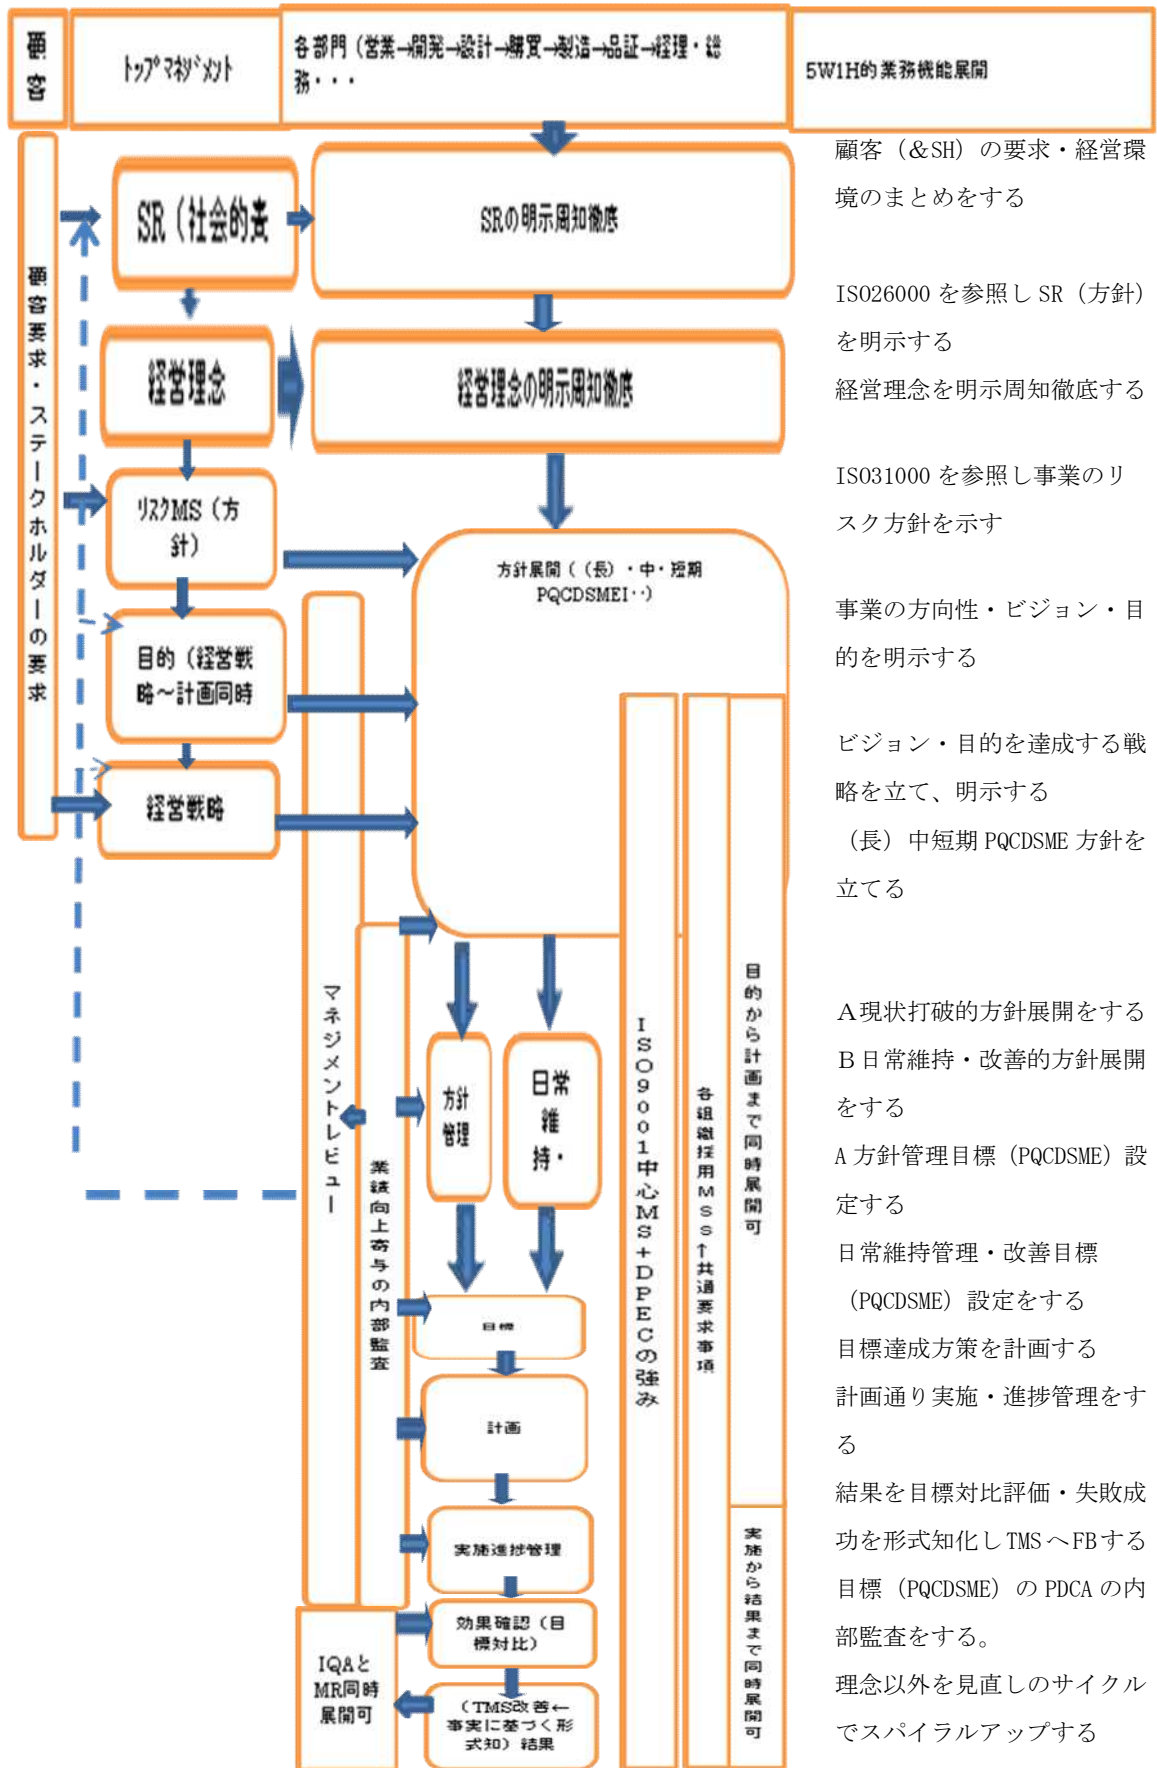 顧客
トップマネジメント
各部門（営業→開発→設計→購買→製造→品証→経理・総
務・・・
5W1H的業務機能展開
顧客要求・ステークホルダーの要求
SR（社会的責
SRの明示周知徹底
経営理念
経営理念の明示周知徹底
リスクMS（方
針）
方針展開（（長）・中・短期
PQCDSMEI‥）
目的（経営戦
略～計画同時
経営戦略
マネジメントレビュー
業績向上寄与の内部監査
方針
管理
日常
維
持・
ISO9001中心MS+DPECの強み
各組織採用MSS↑共通要求事項
目的から計画まで同時展開可
目標
計画
実施進捗管理
実施から結果まで同時展開可
効果確認（目
標対比）
IQAと
MR同時
展開可
（TMS改善←
事実に基づく形
式知）結果
顧客（＆SH）の要求・経営環
境のまとめをする
ISO26000を参照しSR（方針）
を明示する
経営理念を明示周知徹底する
ISO31000を参照し事業のリ
スク方針を示す
事業の方向性・ビジョン・目
的を明示する
ビジョン・目的を達成する戦
略を立て、明示する
（長）中短期PQCDSME方針を
立てる
Ａ現状打破的方針展開をする
Ｂ日常維持・改善的方針展開
をする
A方針管理目標（PQCDSME）設
定する
日常維持管理・改善目標
（PQCDSME）設定をする
目標達成方策を計画する
計画通り実施・進捗管理をす
る
結果を目標対比評価・失敗成
功を形式知化しTMSへFBする
目標（PQCDSME）のPDCAの内
部監査をする。
理念以外を見直しのサイクル
でスパイラルアップする